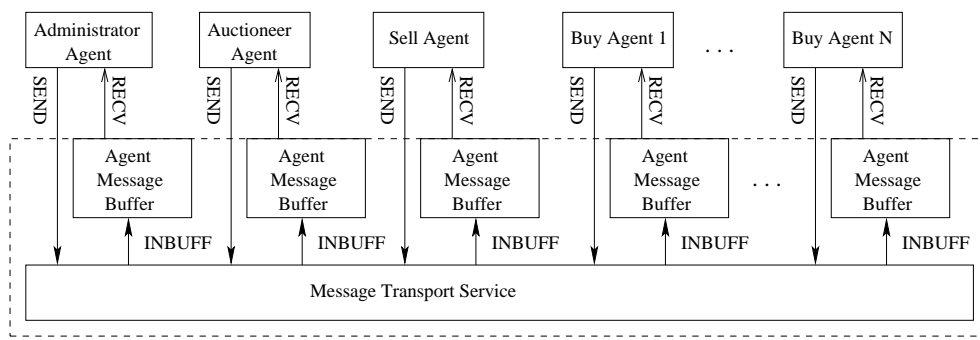 Administrator
Agent
Auctioneer
Agent
Sell Agent
Buy Agent 1
. . .
Buy Agent N
SEND
RECV
SEND
RECV
SEND
RECV
SEND
RECV
SEND
RECV
Agent
Message
Buffer
Agent
Message
Buffer
Agent
Message
Buffer
Agent
Message
Buffer
. . .
Agent
Message
Buffer
INBUFF
INBUFF
INBUFF
INBUFF
INBUFF
Message Transport Service